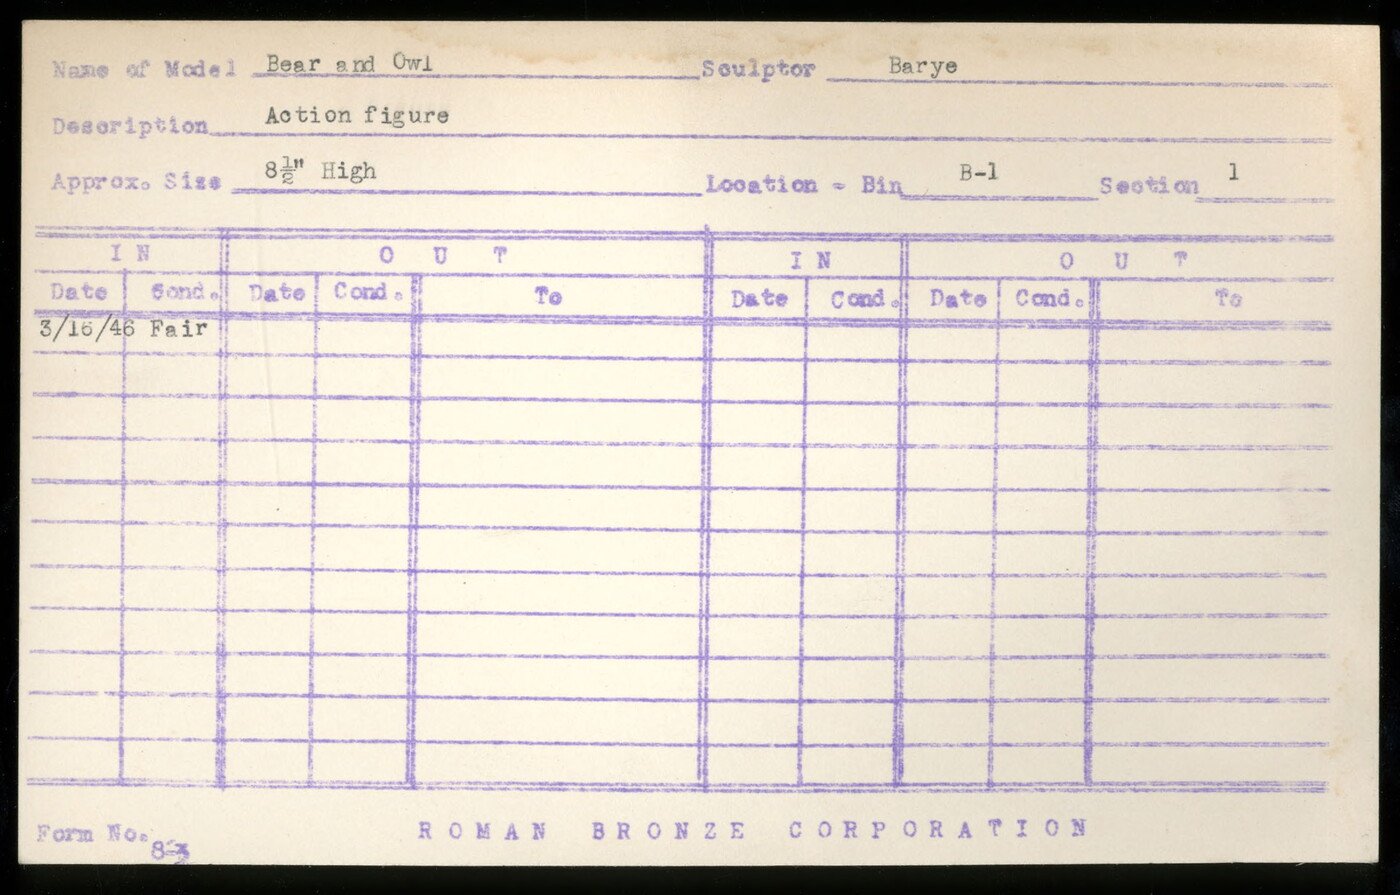 Name of Model Bear and Owl Sculptor Barye
Description Action figure
Approx. Size 8½" High Location - Bin B-1 Section 1
IN OUT IN OUT
Date Cond. Date Cond. To Date Cond. Date Cond. To
3/16/46 Fair
Form No. 8-3 ROMAN BRONZE CORPORATION